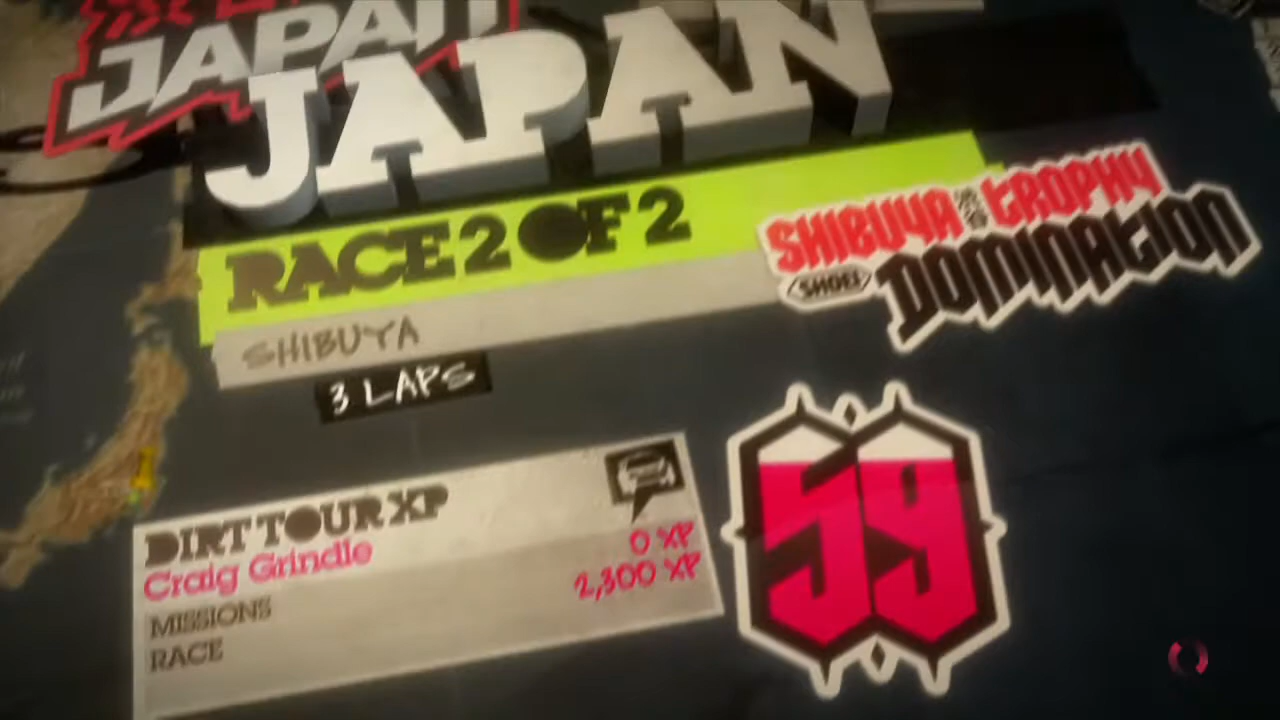 JAPAN
JAPAN
RACE 2 OF 2
SHIBUYA
3 LAPS
SHIBUYA TROPHY
SHOEI DOMINATION
DIRT TOUR XP
Craig Grindle
0 XP
MISSIONS
2,300 XP
RACE
59